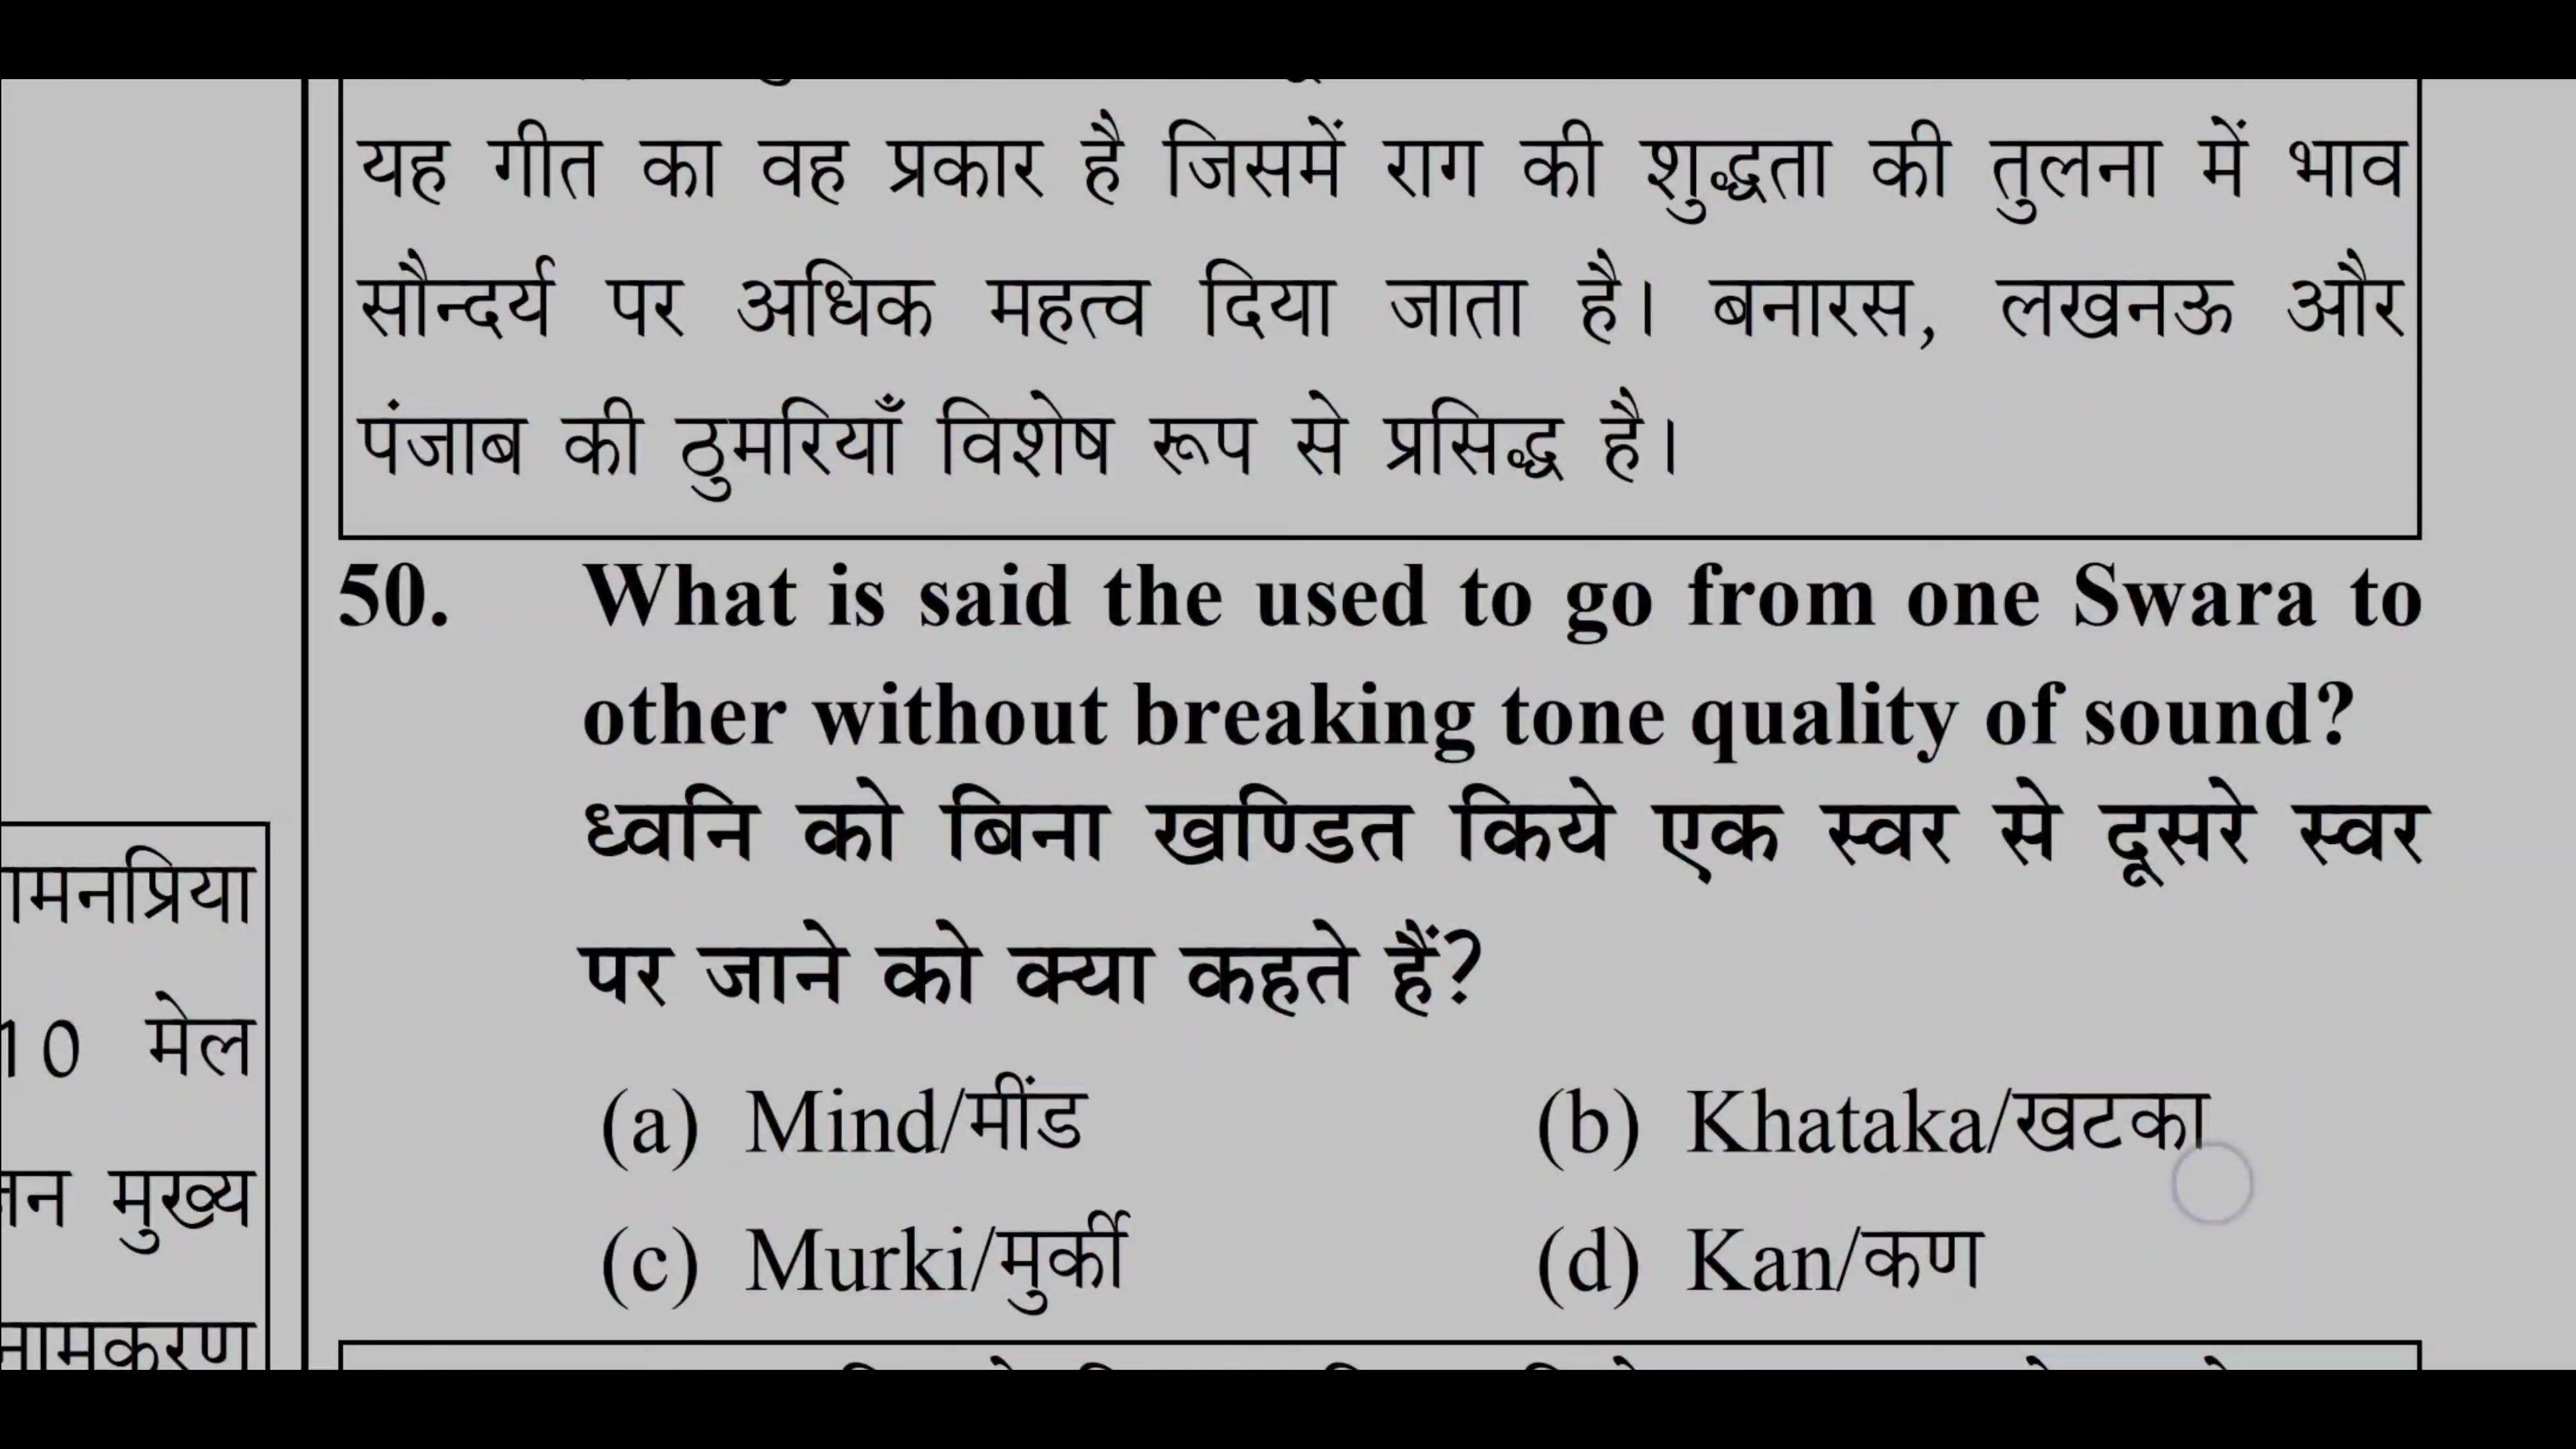 यह गीत का वह प्रकार है जिसमें राग की शुद्धता की तुलना में भाव
सौन्दर्य पर अधिक महत्व दिया जाता है। बनारस, लखनऊ और
पंजाब की ठुमरियाँ विशेष रूप से प्रसिद्ध है।
50. What is said the used to go from one Swara to
other without breaking tone quality of sound?
ध्वनि को बिना खण्डित किये एक स्वर से दूसरे स्वर
पर जाने को क्या कहते हैं?
(a) Mind/मींड (b) Khataka/खटका
(c) Murki/मुर्की (d) Kan/कण
10 मेल
मुख्य